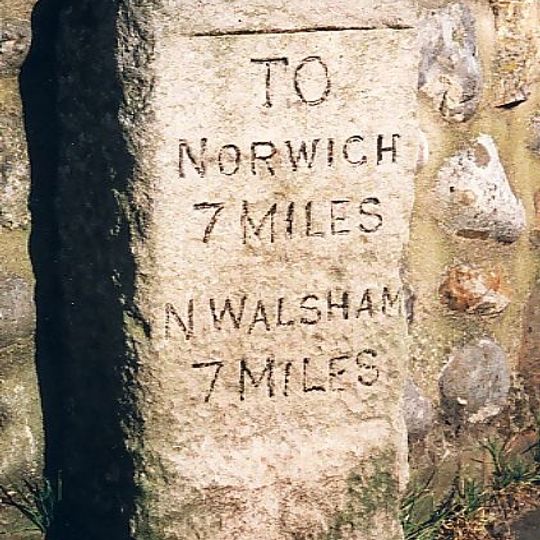 TO
NORWICH
7 MILES
N WALSHAM
7 MILES